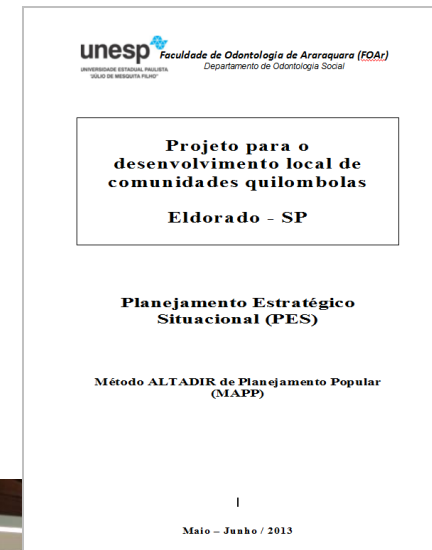 unesp
UNIVERSIDADE ESTADUAL PAULISTA
"JÚLIO DE MESQUITA FILHO"
Faculdade de Odontologia de Araraquara (FOAr)
Departamento de Odontologia Social
Projeto para o
desenvolvimento local de
comunidades quilombolas
Eldorado - SP
Planejamento Estratégico
Situacional (PES)
Método ALTADIR de Planejamento Popular
(MAPP)
Maio – Junho / 2013